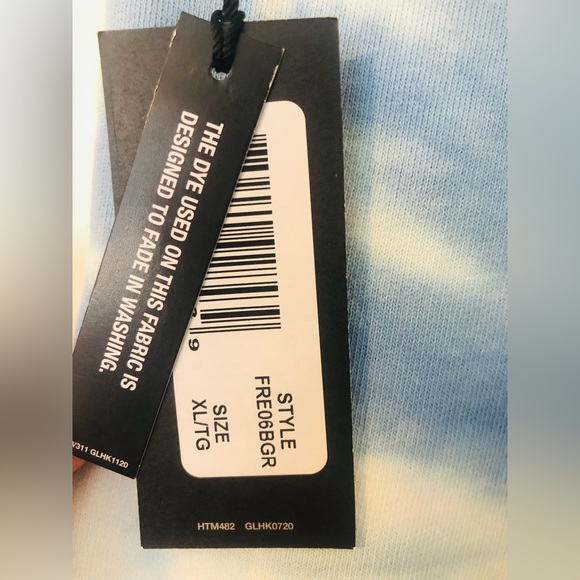 THE DYE USED ON THIS FABRIC IS
DESIGNED TO FADE IN WASHING.
V311 GLHK1120
9
STYLE
FRE06BGR
SIZE
XL/TG
HTM482 GLHK0720